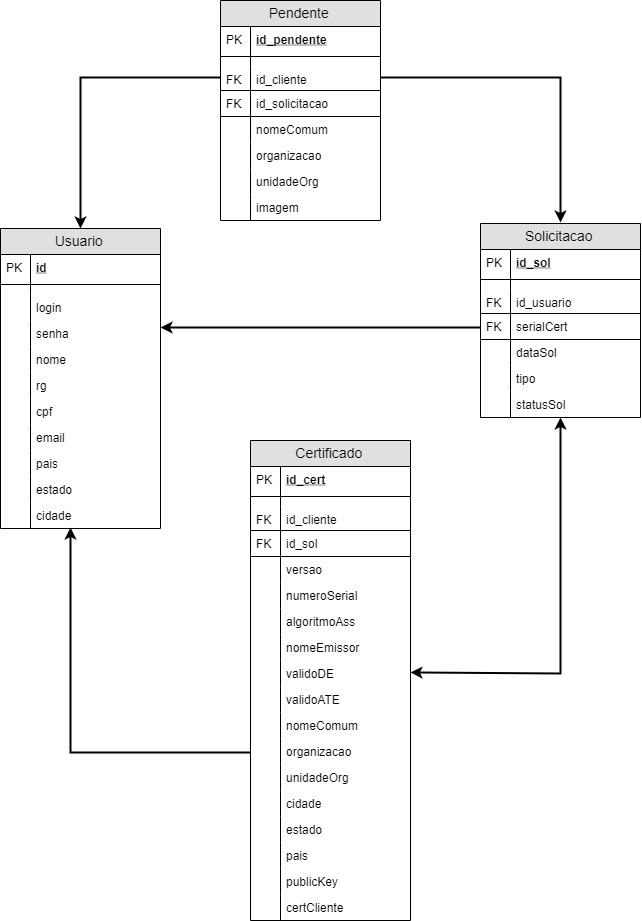 Pendente
PK id_pendente
FK id_cliente
FK id_solicitacao
nomeComum
organizacao
unidadeOrg
imagem
Usuario
PK id
login
senha
nome
rg
cpf
email
pais
estado
cidade
Solicitacao
PK id_sol
FK id_usuario
FK serialCert
dataSol
tipo
statusSol
Certificado
PK id_cert
FK id_cliente
FK id_sol
versao
numeroSerial
algoritmoAss
nomeEmissor
validoDE
validoATE
nomeComum
organizacao
unidadeOrg
cidade
estado
pais
publicKey
certCliente